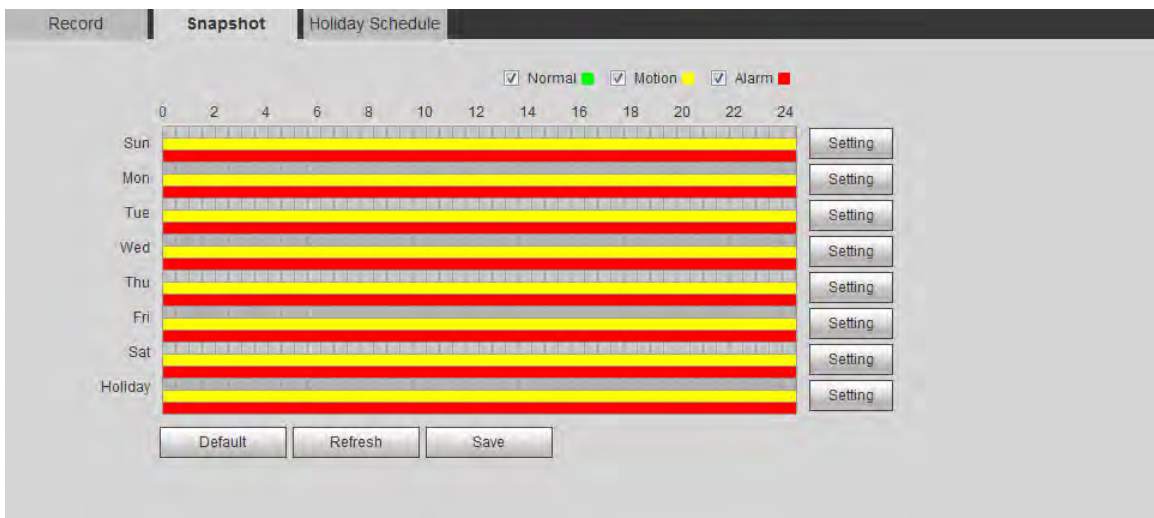 Record Snapshot Holiday Schedule
Normal Motion Alarm
0 2 4 6 8 10 12 14 16 18 20 22 24
Sun Setting
Mon Setting
Tue Setting
Wed Setting
Thu Setting
Fri Setting
Sat Setting
Holiday Setting
Default Refresh Save